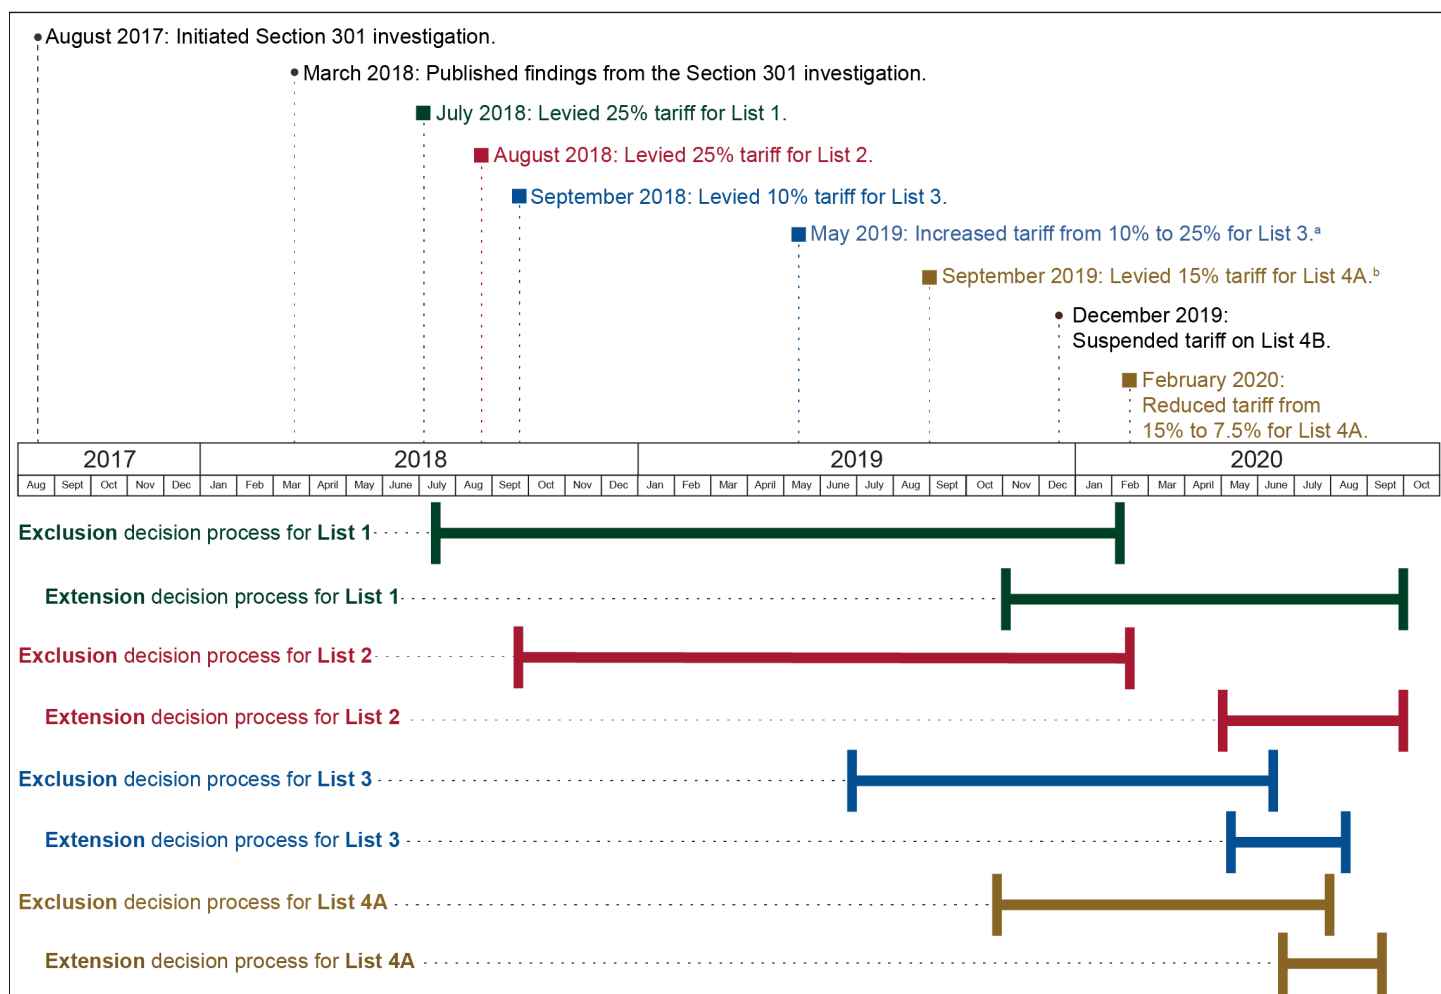 August 2017: Initiated Section 301 investigation.
March 2018: Published findings from the Section 301 investigation.
July 2018: Levied 25% tariff for List 1.
August 2018: Levied 25% tariff for List 2.
September 2018: Levied 10% tariff for List 3.
May 2019: Increased tariff from 10% to 25% for List 3.ª
September 2019: Levied 15% tariff for List 4A.ᵇ
December 2019:
Suspended tariff on List 4B.
February 2020:
Reduced tariff from
15% to 7.5% for List 4A.
2017 2018 2019 2020
Aug Sept Oct Nov Dec Jan Feb Mar April May June July Aug Sept Oct Nov Dec Jan Feb Mar April May June July Aug Sept Oct Nov Dec Jan Feb Mar April May June July Aug Sept Oct
Exclusion decision process for List 1
Extension decision process for List 1
Exclusion decision process for List 2
Extension decision process for List 2
Exclusion decision process for List 3
Extension decision process for List 3
Exclusion decision process for List 4A
Extension decision process for List 4A